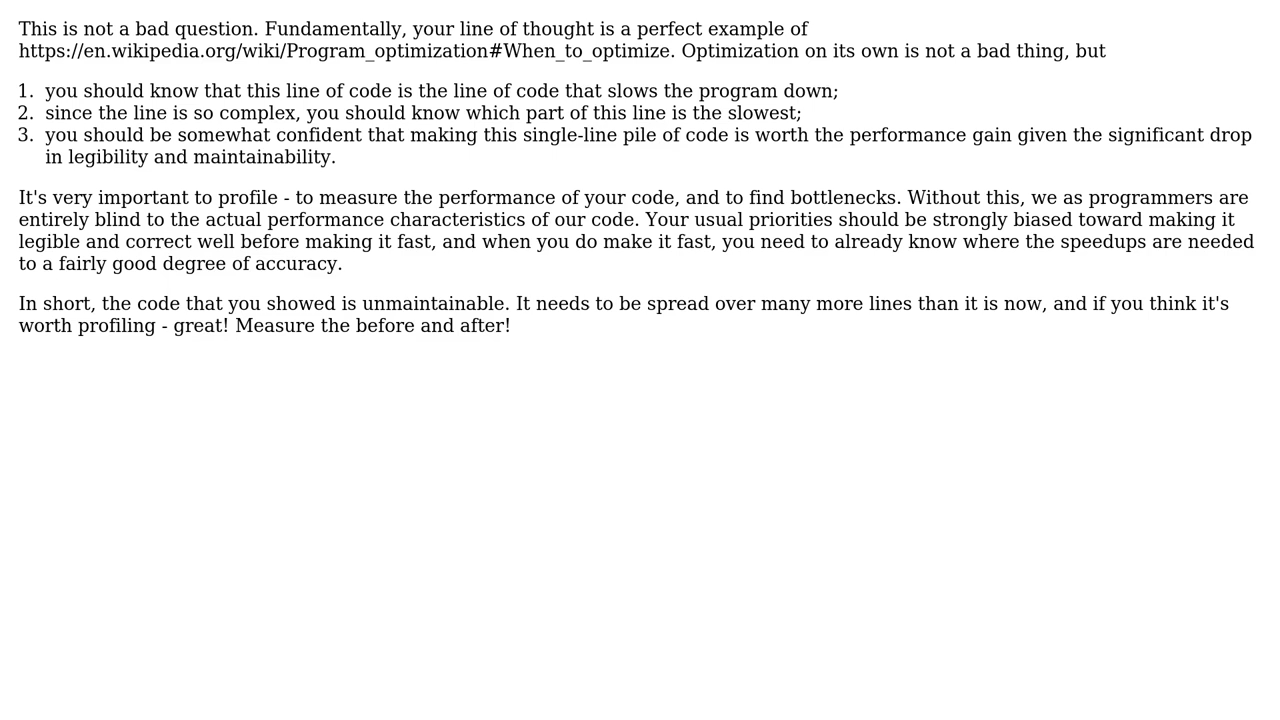 This is not a bad question. Fundamentally, your line of thought is a perfect example of
https://en.wikipedia.org/wiki/Program_optimization#When_to_optimize. Optimization on its own is not a bad thing, but
1. you should know that this line of code is the line of code that slows the program down;
2. since the line is so complex, you should know which part of this line is the slowest;
3. you should be somewhat confident that making this single-line pile of code is worth the performance gain given the significant drop
in legibility and maintainability.
It's very important to profile - to measure the performance of your code, and to find bottlenecks. Without this, we as programmers are
entirely blind to the actual performance characteristics of our code. Your usual priorities should be strongly biased toward making it
legible and correct well before making it fast, and when you do make it fast, you need to already know where the speedups are needed
to a fairly good degree of accuracy.
In short, the code that you showed is unmaintainable. It needs to be spread over many more lines than it is now, and if you think it's
worth profiling - great! Measure the before and after!